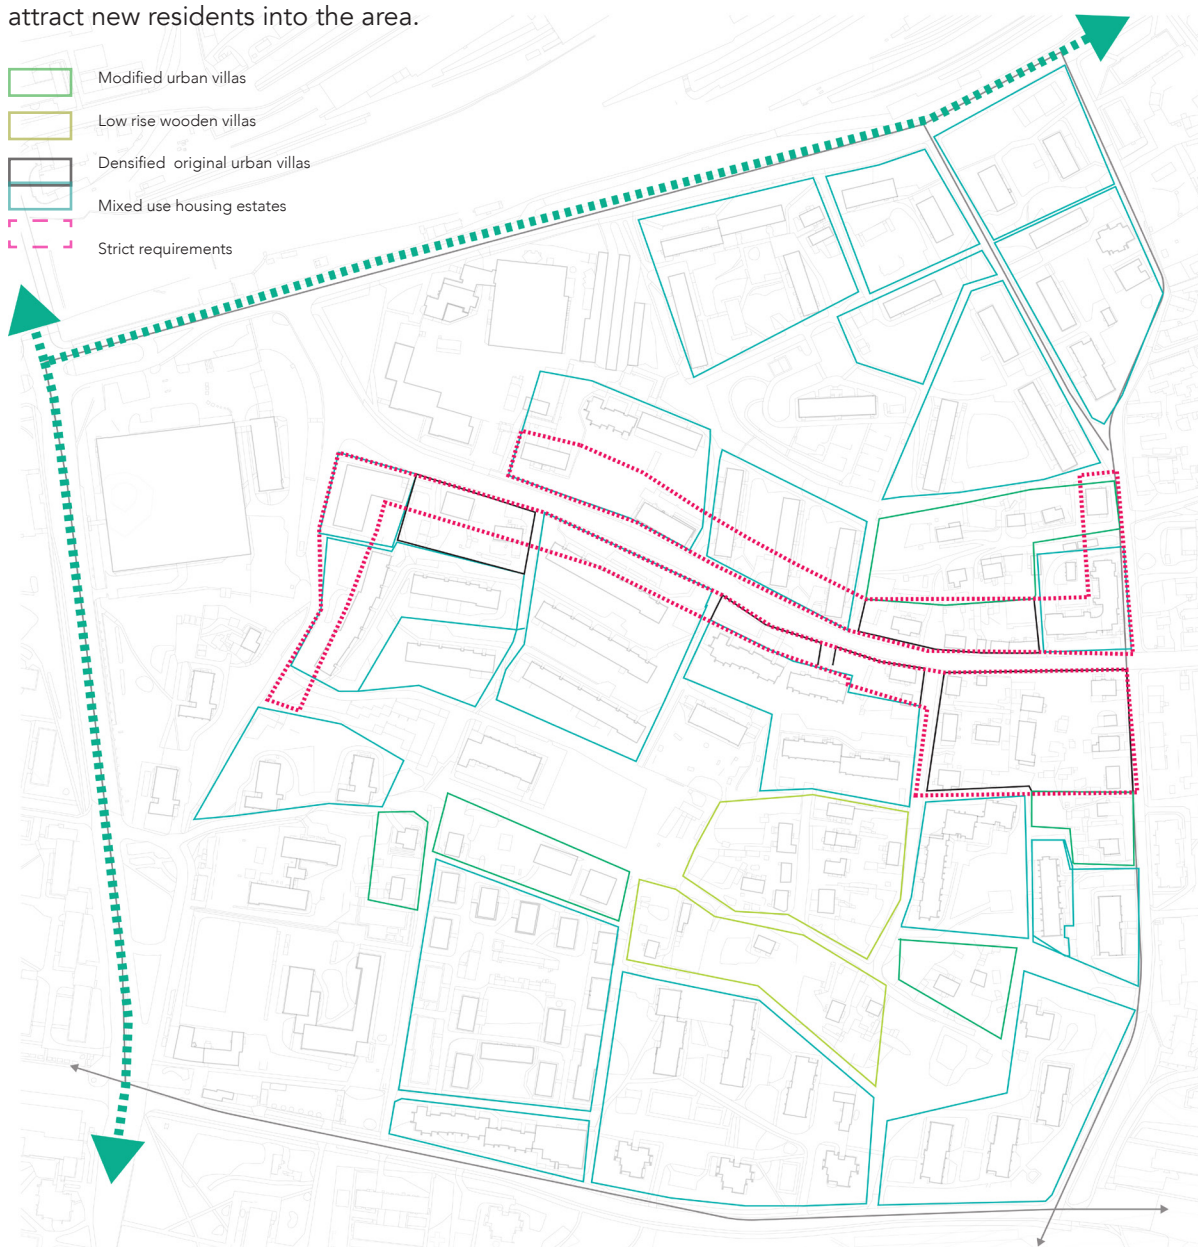 attract new residents into the area.
Modified urban villas
Low rise wooden villas
Densified  original urban villas
Mixed use housing estates
Strict requirements